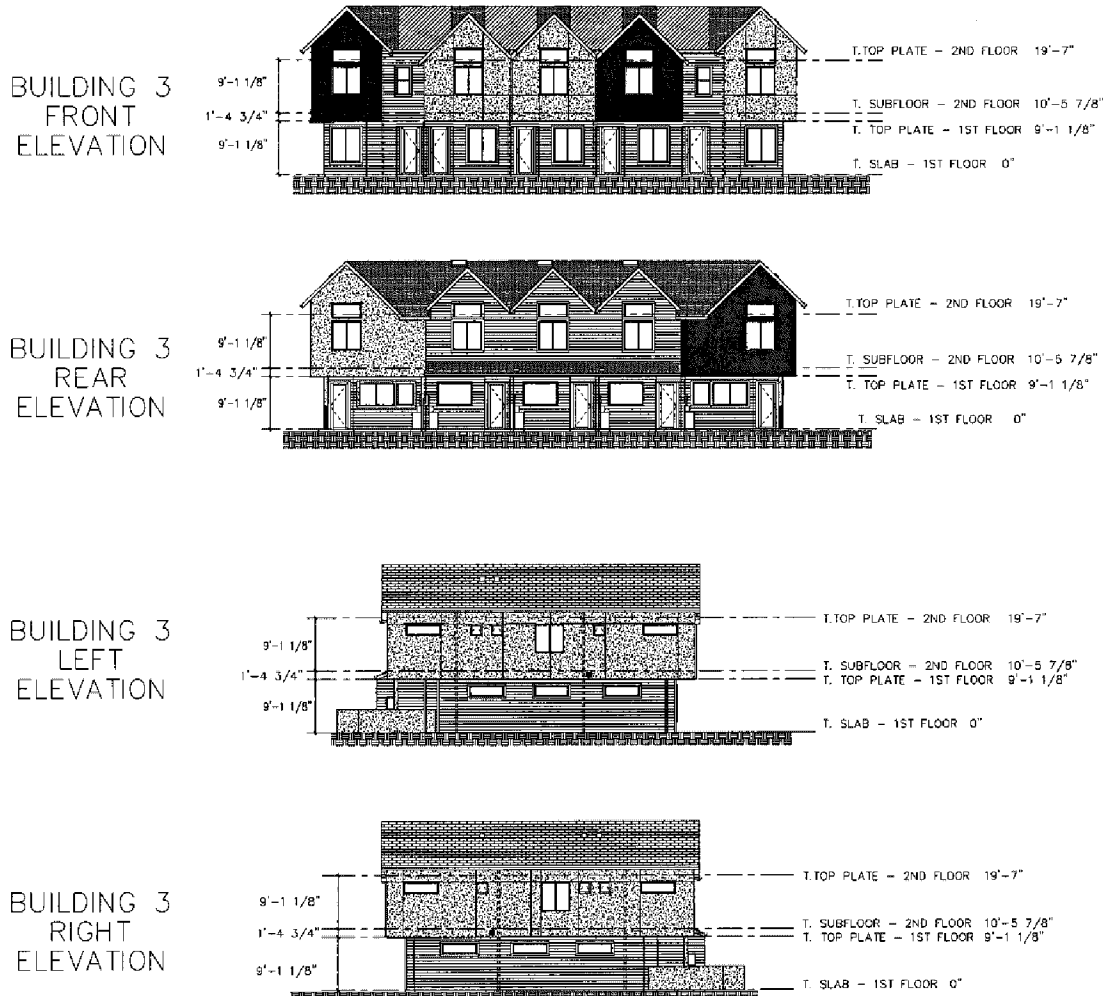 BUILDING 3
FRONT
ELEVATION
9'-1 1/8"
1'-4 3/4"
9'-1 1/8"
T.TOP PLATE - 2ND FLOOR 19'-7"
T. SUBFLOOR - 2ND FLOOR 10'-5 7/8"
T. TOP PLATE - 1ST FLOOR 9'-1 1/8"
T. SLAB - 1ST FLOOR 0"
BUILDING 3
REAR
ELEVATION
9'-1 1/8"
1'-4 3/4"
9'-1 1/8"
T.TOP PLATE - 2ND FLOOR 19'-7"
T. SUBFLOOR - 2ND FLOOR 10'-5 7/8"
T. TOP PLATE - 1ST FLOOR 9'-1 1/8"
T. SLAB - 1ST FLOOR 0"
BUILDING 3
LEFT
ELEVATION
9'-1 1/8"
1'-4 3/4"
9'-1 1/8"
T.TOP PLATE - 2ND FLOOR 19'-7"
T. SUBFLOOR - 2ND FLOOR 10'-5 7/8"
T. TOP PLATE - 1ST FLOOR 9'-1 1/8"
T. SLAB - 1ST FLOOR 0"
BUILDING 3
RIGHT
ELEVATION
9'-1 1/8"
1'-4 3/4"
9'-1 1/8"
T.TOP PLATE - 2ND FLOOR 19'-7"
T. SUBFLOOR - 2ND FLOOR 10'-5 7/8"
T. TOP PLATE - 1ST FLOOR 9'-1 1/8"
T. SLAB - 1ST FLOOR 0"